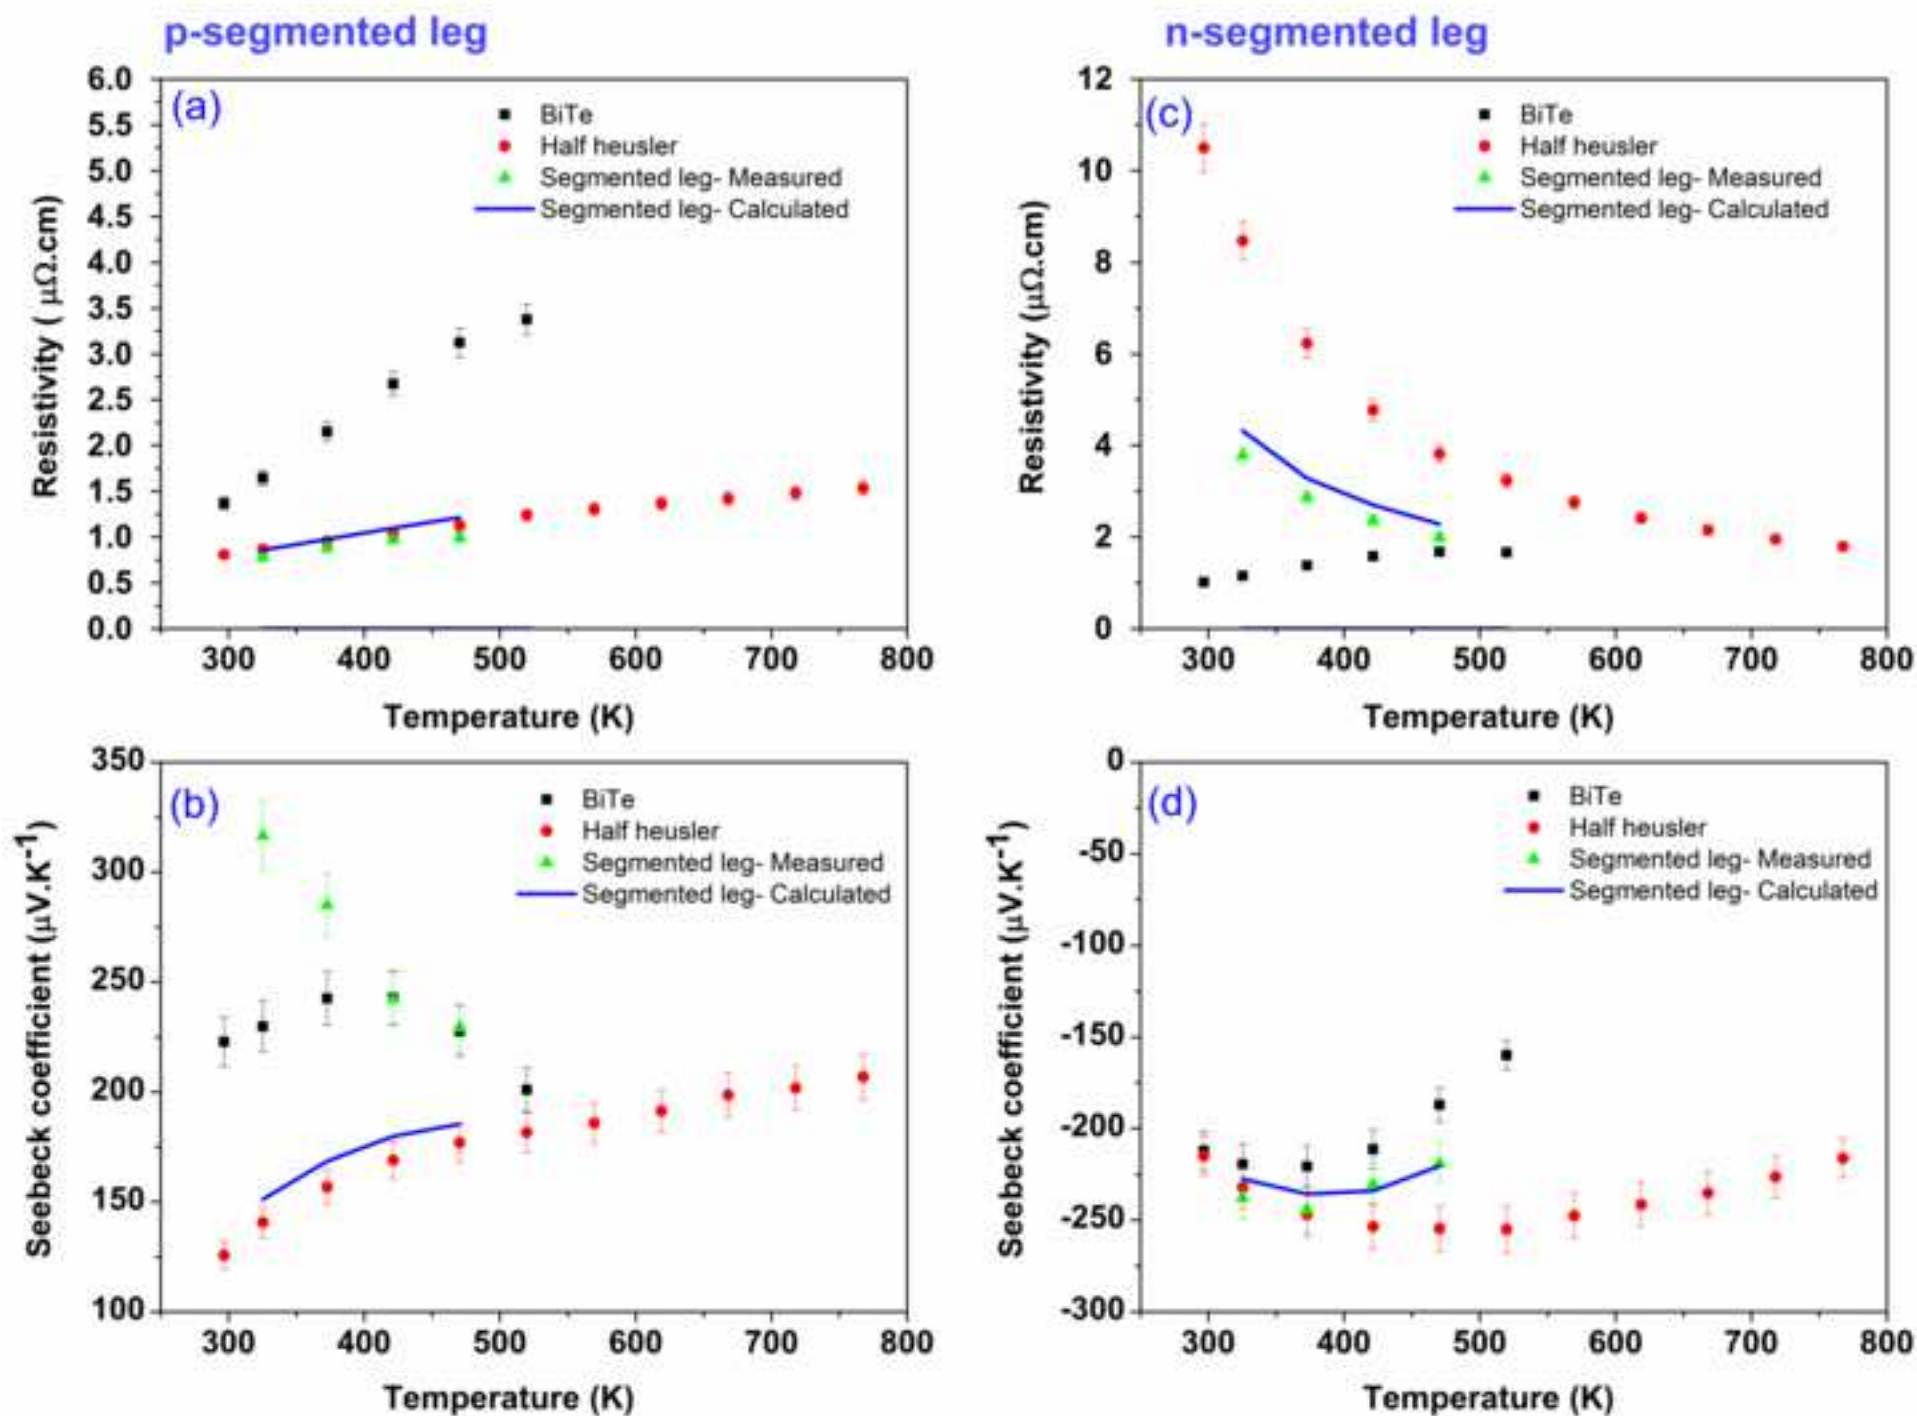 p-segmented leg
n-segmented leg
(a)
BiTe
Half heusler
Segmented leg- Measured
Segmented leg- Calculated
6.0
5.5
5.0
4.5
4.0
3.5
3.0
2.5
2.0
1.5
1.0
0.5
0.0
Resistivity ( μΩ.cm)
300 400 500 600 700 800
Temperature (K)
(c)
BiTe
Half heusler
Segmented leg- Measured
Segmented leg- Calculated
12
10
8
6
4
2
0
Resistivity (μΩ.cm)
300 400 500 600 700 800
Temperature (K)
(b)
BiTe
Half heusler
Segmented leg- Measured
Segmented leg- Calculated
350
300
250
200
150
100
Seebeck coefficient (μV.K⁻¹)
300 400 500 600 700 800
Temperature (K)
(d)
BiTe
Half heusler
Segmented leg- Measured
Segmented leg- Calculated
0
-50
-100
-150
-200
-250
-300
Seebeck coefficient (μV.K⁻¹)
300 400 500 600 700 800
Temperature (K)